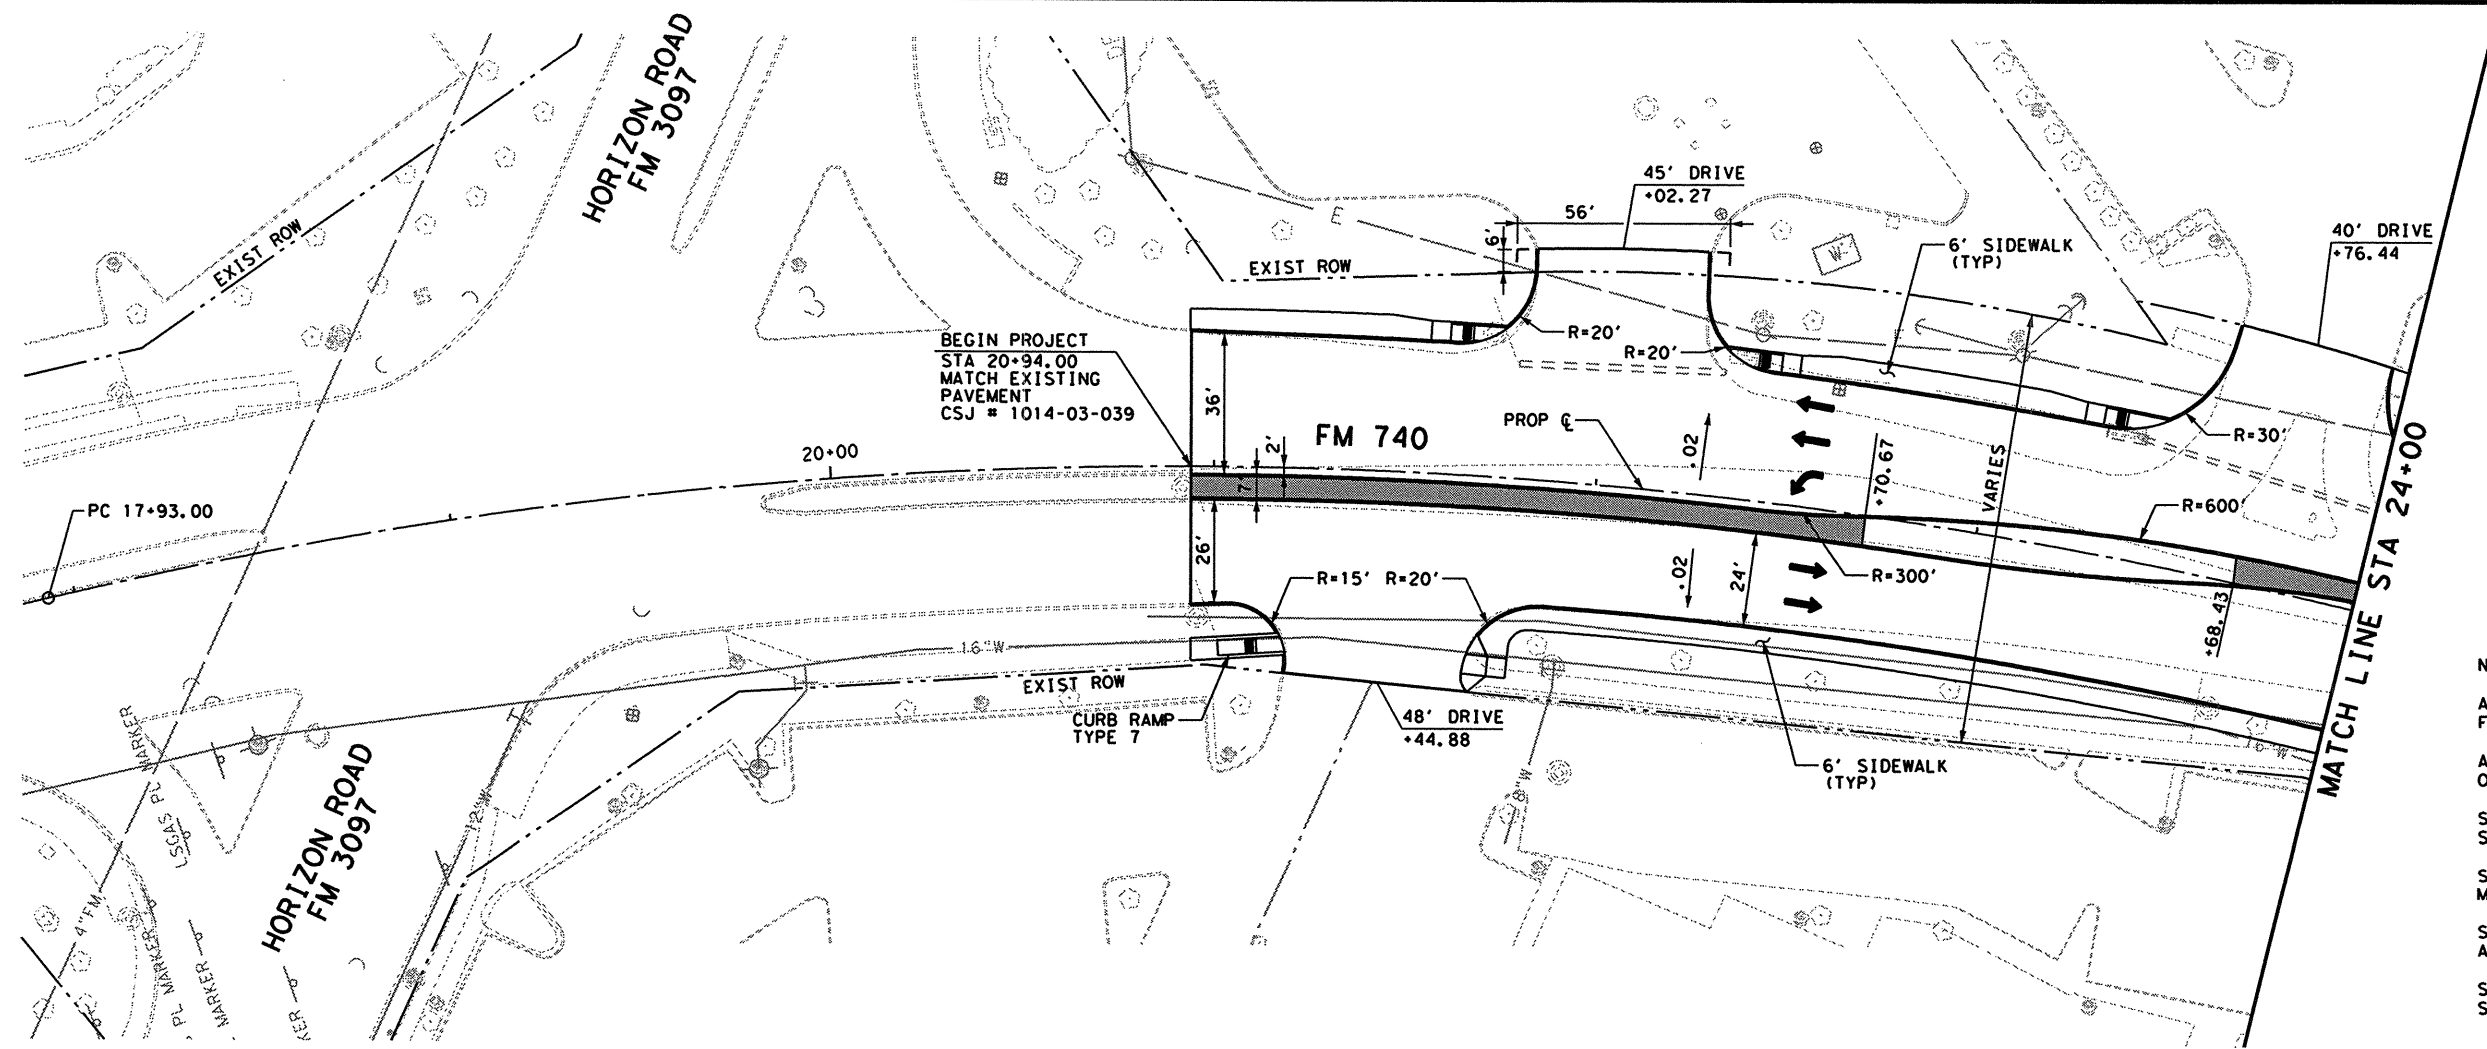 HORIZON ROAD
FM 3097
EXIST ROW
45' DRIVE
+02.27
56'
6'
E
EXIST ROW
W
6' SIDEWALK
(TYP)
40' DRIVE
+76.44
BEGIN PROJECT
STA 20+94.00
MATCH EXISTING
PAVEMENT
CSJ # 1014-03-039
R=20'
R=20'
36'
2'
7'
FM 740
PROP ℄
.02
+70.67
VARIES
R=30'
20+00
PC 17+93.00
R=600'
26'
R=15' R=20'
.02
24'
R=300'
+68.43
MATCH LINE STA 24+00
16"W
EXIST ROW
CURB RAMP
TYPE 7
48' DRIVE
+44.88
6' SIDEWALK
(TYP)
8"W
12"W
MARKER
LSGAS PL
HORIZON ROAD
FM 3097
4"FM
MARKER
PL MARKER
MARKER
KER
N
A
F
A
O
S
S
S
M
S
A
S
S